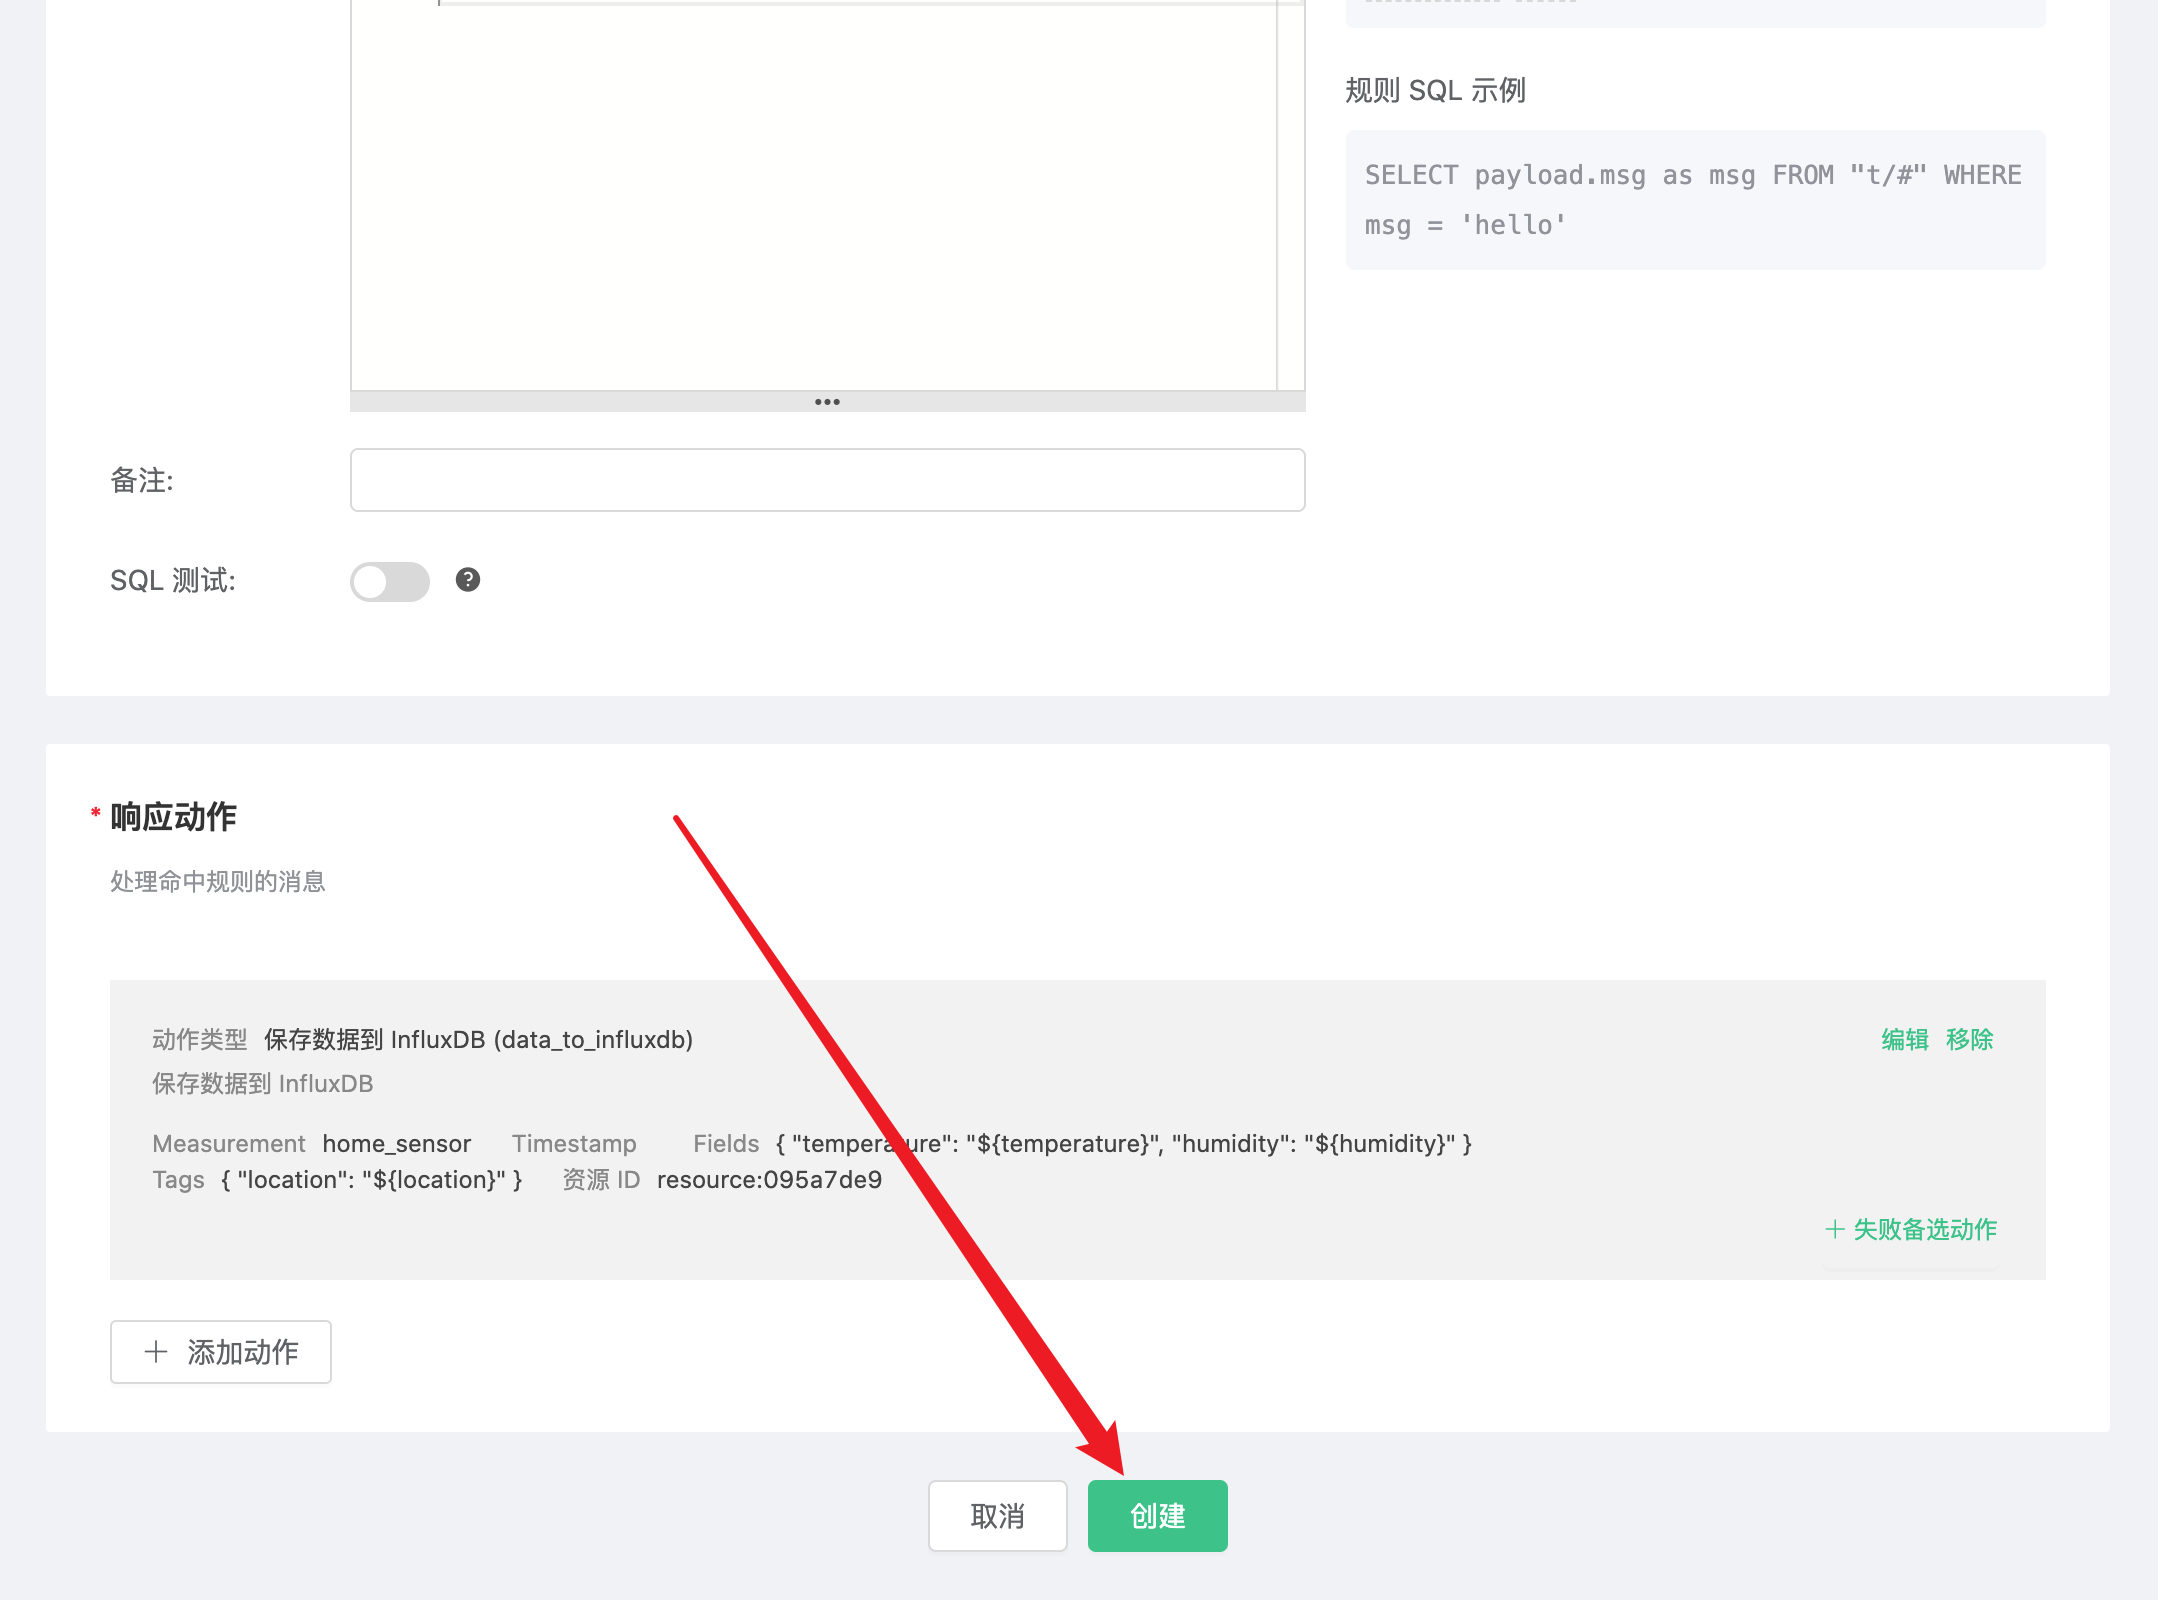 规则 SQL 示例
SELECT payload.msg as msg FROM "t/#" WHERE
msg = 'hello'
备注:
SQL 测试:
* 响应动作
处理命中规则的消息
动作类型 保存数据到 InfluxDB (data_to_influxdb)
编辑 移除
保存数据到 InfluxDB
Measurement home_sensor Timestamp Fields { "temperature": "${temperature}", "humidity": "${humidity}" }
Tags { "location": "${location}" } 资源 ID resource:095a7de9
+ 失败备选动作
+ 添加动作
取消
创建